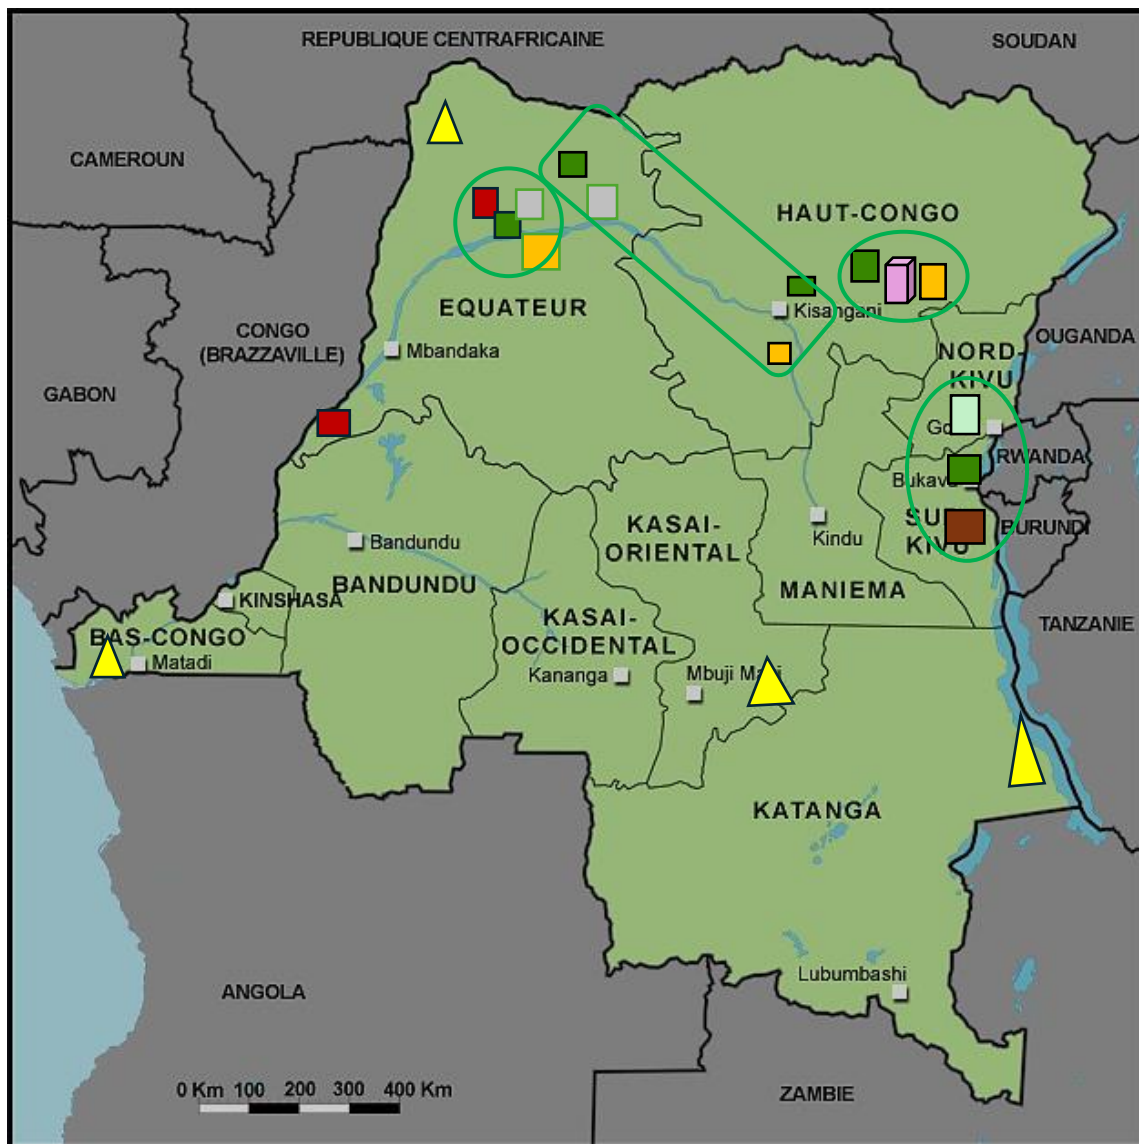 REPUBLIQUE CENTRAFRICAINE
SOUDAN
CAMEROUN
HAUT-CONGO
EQUATEUR
Kisangani
CONGO
(BRAZZAVILLE)
OUGANDA
Mbandaka
NORD-
KIVU
GABON
RWANDA
KASAI-
ORIENTAL
BURUNDI
Kindu
Bandundu
BANDUNDU
MANIEMA
KINSHASA
KASAI-
OCCIDENTAL
TANZANIE
BAS-CONGO
Matadi
Kananga
Mbuji
KATANGA
Lubumbashi
ANGOLA
0 Km 100 200 300 400 Km
ZAMBIE